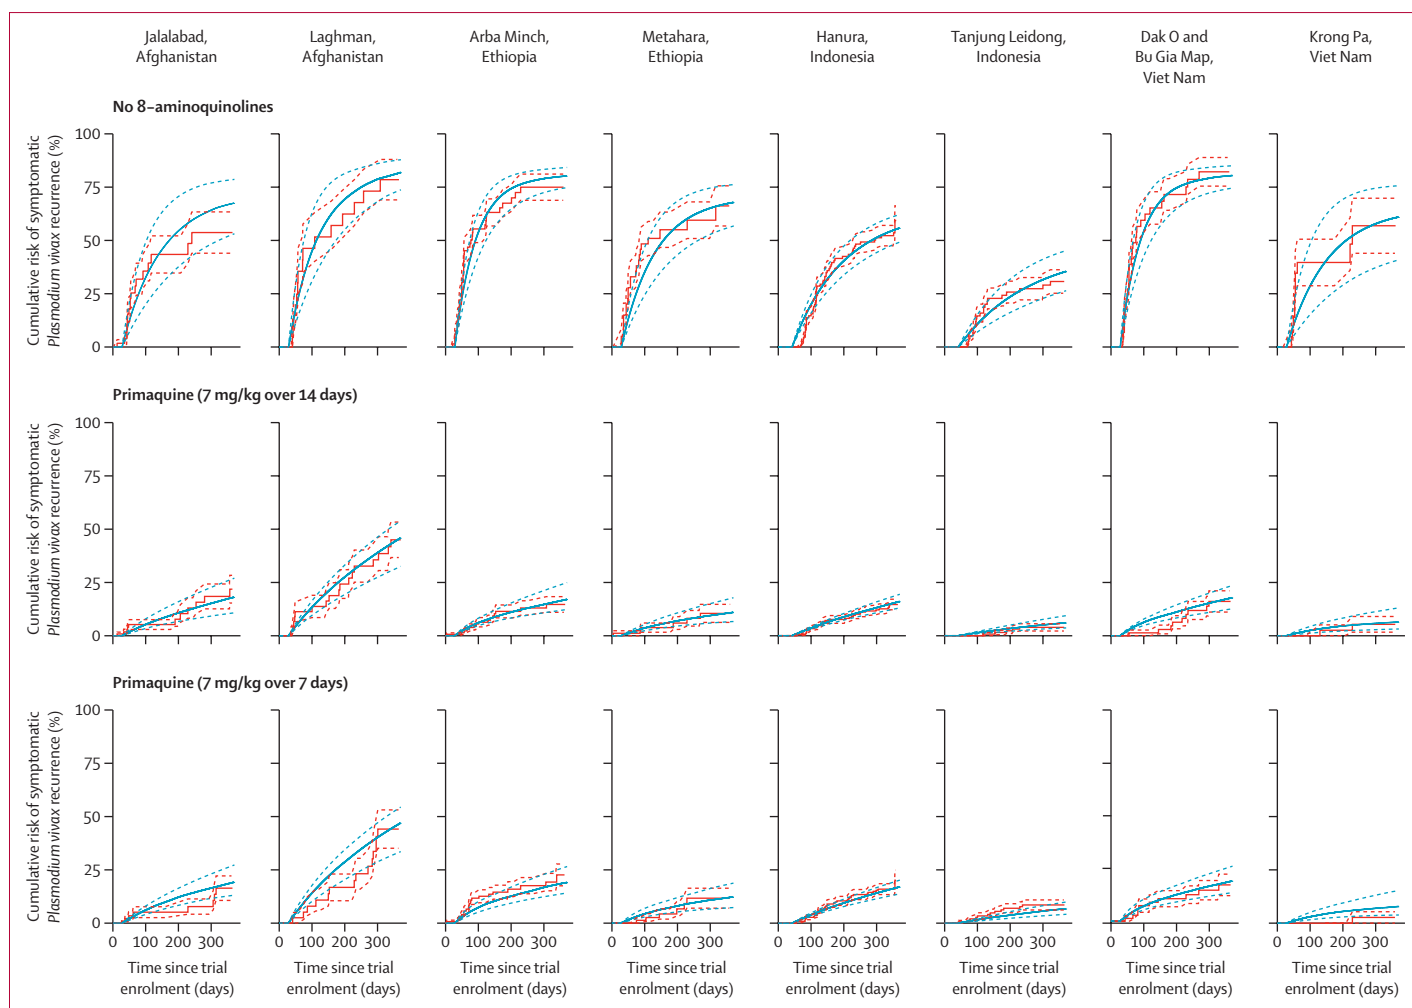 Jalalabad,
Afghanistan
Laghman,
Afghanistan
Arba Minch,
Ethiopia
Metahara,
Ethiopia
Hanura,
Indonesia
Tanjung Leidong,
Indonesia
Dak O and
Bu Gia Map,
Viet Nam
Krong Pa,
Viet Nam
No 8–aminoquinolines
Cumulative risk of symptomatic
Plasmodium vivax recurrence (%)
100
75
50
25
0
Primaquine (7 mg/kg over 14 days)
Cumulative risk of symptomatic
Plasmodium vivax recurrence (%)
100
75
50
25
0
Primaquine (7 mg/kg over 7 days)
Cumulative risk of symptomatic
Plasmodium vivax recurrence (%)
100
75
50
25
0
0 100 200 300
0 100 200 300
0 100 200 300
0 100 200 300
0 100 200 300
0 100 200 300
0 100 200 300
0 100 200 300
Time since trial
enrolment (days)
Time since trial
enrolment (days)
Time since trial
enrolment (days)
Time since trial
enrolment (days)
Time since trial
enrolment (days)
Time since trial
enrolment (days)
Time since trial
enrolment (days)
Time since trial
enrolment (days)